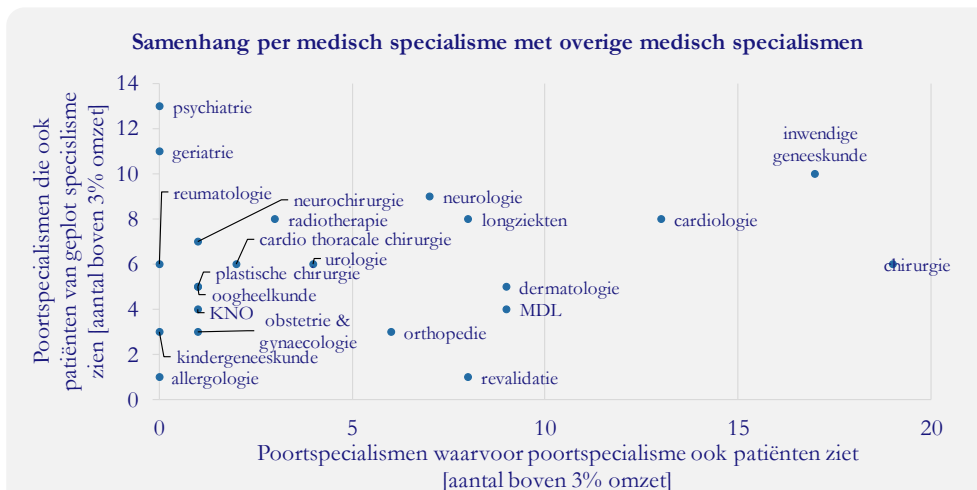 Samenhang per medisch specialisme met overige medisch specialismen
Poortspecialismen die ook
patiënten van geplot specislisme
zien [aantal boven 3% omzet]
14
12
10
8
6
4
2
0
psychiatrie
geriatrie
reumatologie
neurochirurgie
radiotherapie
cardio thoracale chirurgie
urologie
plastische chirurgie
oogheelkunde
KNO
obstetrie &
gynaecologie
kindergeneeskunde
allergologie
neurologie
longziekten
dermatologie
MDL
orthopedie
revalidatie
inwendige
geneeskunde
cardiologie
chirurgie
0 5 10 15 20
Poortspecialismen waarvoor poortspecialisme ook patiënten ziet
[aantal boven 3% omzet]